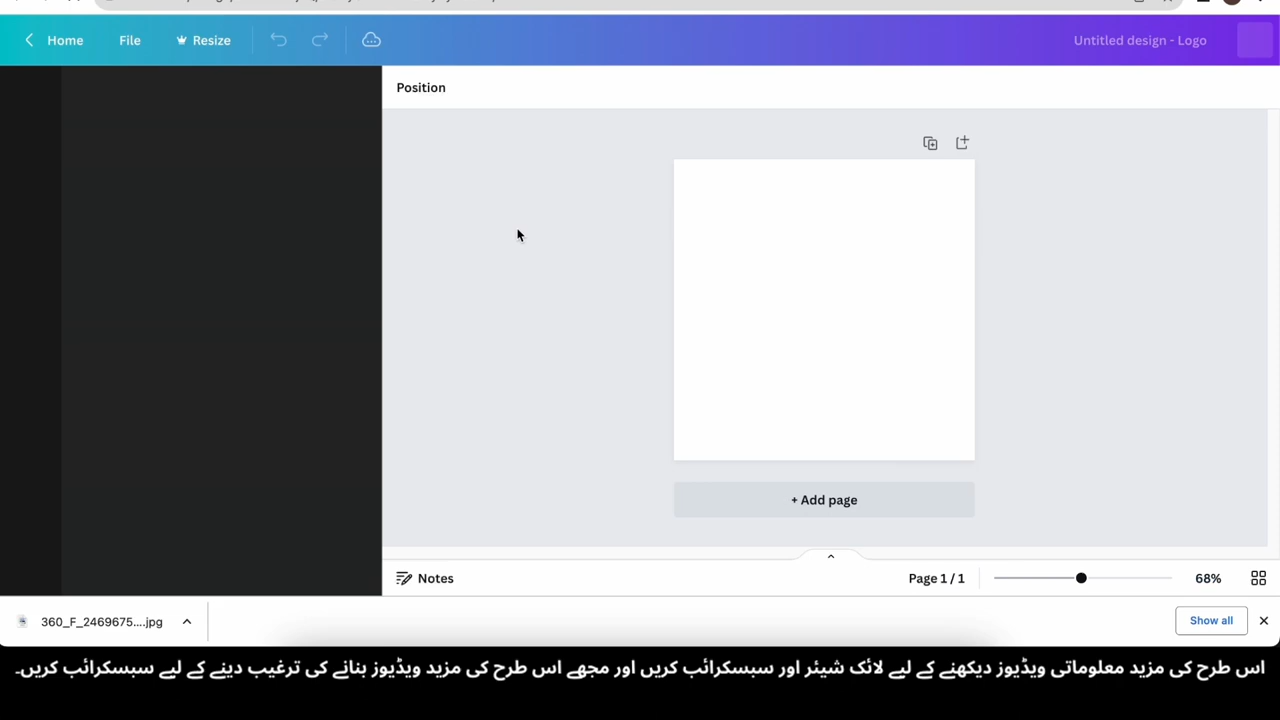 Home File Resize Untitled design - Logo
Position
+ Add page
Notes Page 1 / 1 68%
360_F_2469675....jpg Show all
اس طرح کی مزید معلوماتی ویڈیوز دیکھنے کے لیے لائک شیئر اور سبسکرائب کریں اور مجھے اس طرح کی مزید ویڈیوز بنانے کی ترغیب دینے کے لیے سبسکرائب کریں۔